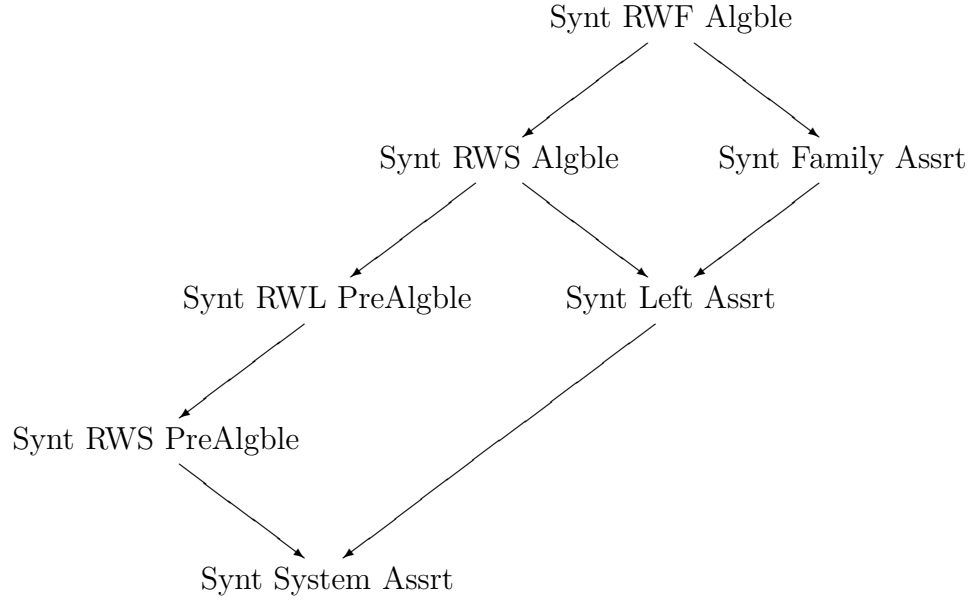 Synt RWF Algble
Synt RWS Algble
Synt Family Assrt
Synt RWL PreAlgble
Synt Left Assrt
Synt RWS PreAlgble
Synt System Assrt